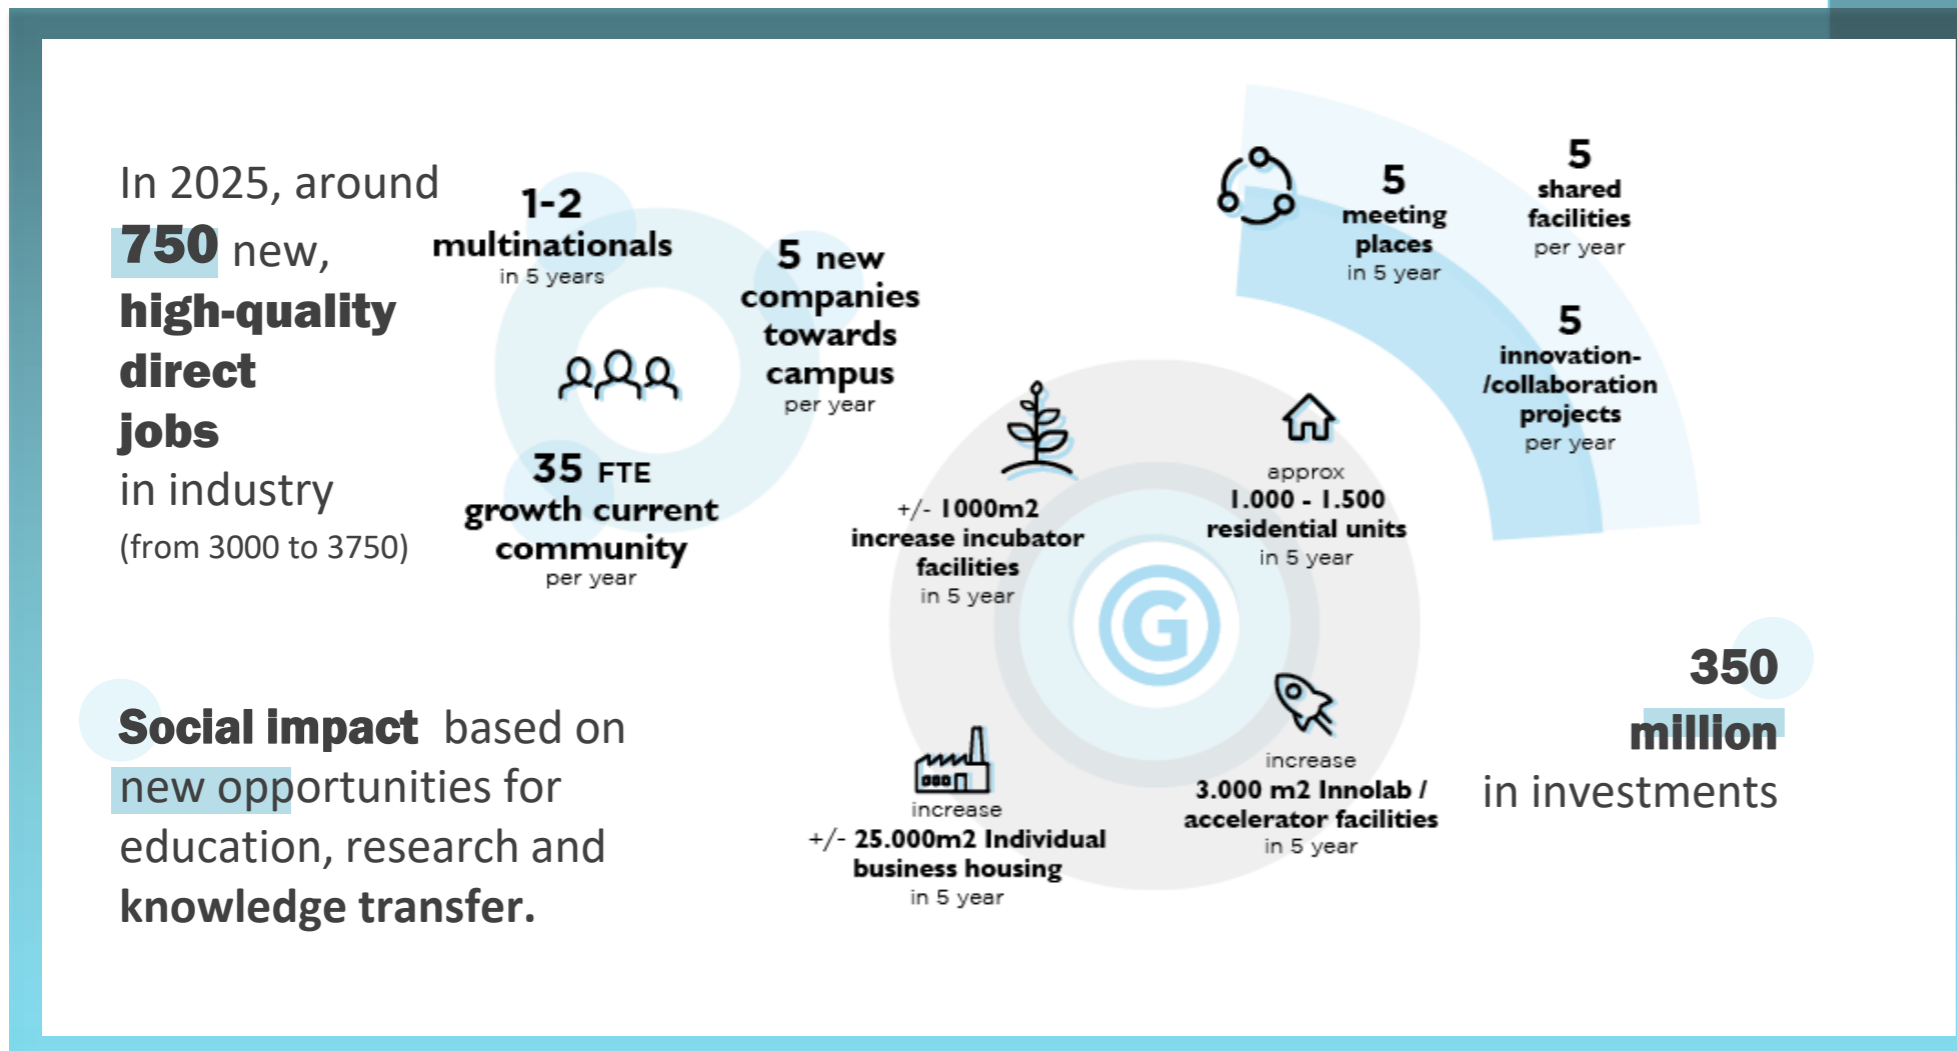 In 2025, around
750 new,
high-quality
direct
jobs
in industry
(from 3000 to 3750)
1-2
multinationals
in 5 years
5 new
companies
towards
campus
per year
35 FTE
growth current
community
per year
5
meeting
places
in 5 year
5
shared
facilities
per year
5
innovation-
/collaboration
projects
per year
+/- 1000m2
increase incubator
facilities
in 5 year
approx
1.000 - 1.500
residential units
in 5 year
G
increase
+/- 25.000m2 Individual
business housing
in 5 year
increase
3.000 m2 Innolab /
accelerator facilities
in 5 year
Social impact based on
new opportunities for
education, research and
knowledge transfer.
350
million
in investments